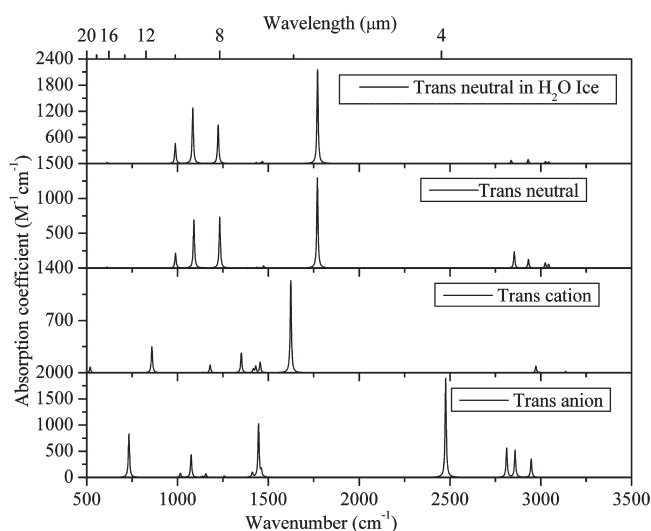 Wavelength (μm)
20 16 12 8 4
Absorption coefficient (M⁻¹cm⁻¹)
2400
1800
1200
600
1500
Trans neutral in H₂O Ice
1000
500
1400
Trans neutral
700
2000
Trans cation
1500
1000
500
0
Trans anion
500 1000 1500 2000 2500 3000 3500
Wavenumber (cm⁻¹)